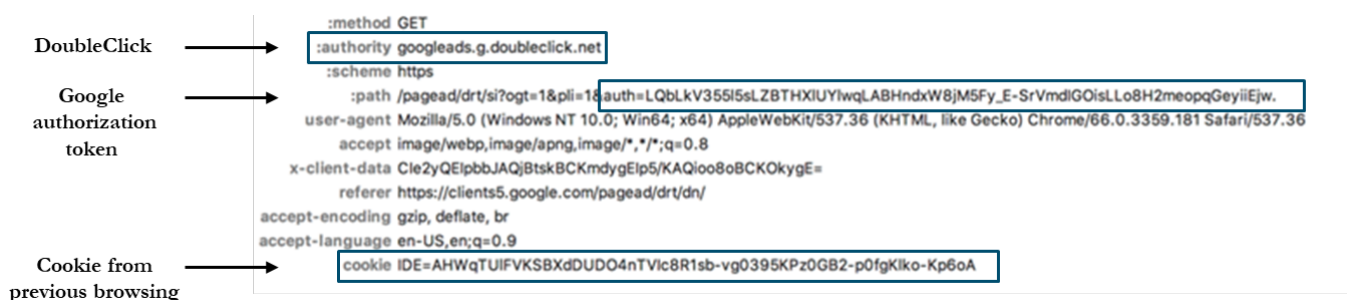 :method GET
DoubleClick
:authority googleads.g.doubleclick.net
:scheme https
Google authorization token
:path /pagead/drt/si?ogt=1&pli=1&auth=LQbLkV355I5sLZBTHXIUYIwqLABHndxW8jM5Fy_E-SrVmdlGOisLLo8H2meopqGeyiiEjw.
user-agent Mozilla/5.0 (Windows NT 10.0; Win64; x64) AppleWebKit/537.36 (KHTML, like Gecko) Chrome/66.0.3359.181 Safari/537.36
accept image/webp,image/apng,image/*,*/*;q=0.8
x-client-data CIe2yQEIpbbJAQjBtskBCKmdygEIp5/KAQioo8oBCKOkygE=
referer https://clients5.google.com/pagead/drt/dn/
accept-encoding gzip, deflate, br
accept-language en-US,en;q=0.9
Cookie from previous browsing
cookie IDE=AHWqTUIFVKSBXdDUDO4nTVIc8R1sb-vg0395KPz0GB2-p0fgKIko-Kp6oA